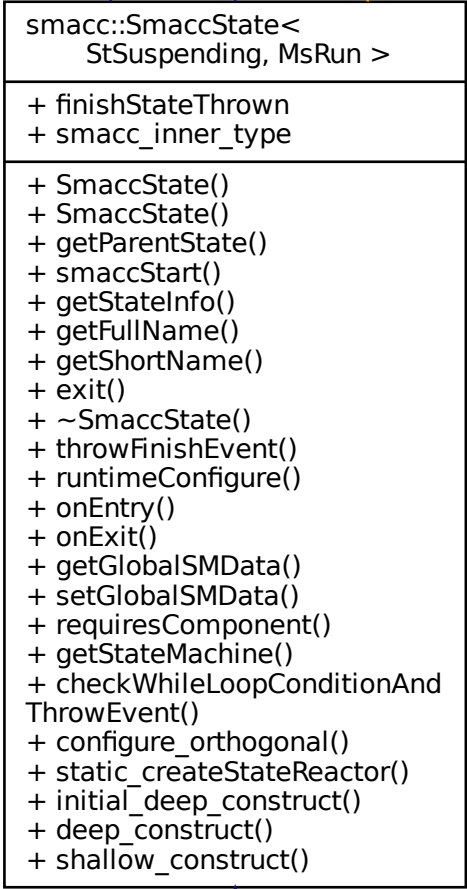 smacc::SmaccState<
StSuspending, MsRun >
+ finishStateThrown
+ smacc_inner_type
+ SmaccState()
+ SmaccState()
+ getParentState()
+ smaccStart()
+ getStateInfo()
+ getFullName()
+ getShortName()
+ exit()
+ ~SmaccState()
+ throwFinishEvent()
+ runtimeConfigure()
+ onEntry()
+ onExit()
+ getGlobalSMData()
+ setGlobalSMData()
+ requiresComponent()
+ getStateMachine()
+ checkWhileLoopConditionAnd
ThrowEvent()
+ configure_orthogonal()
+ static_createStateReactor()
+ initial_deep_construct()
+ deep_construct()
+ shallow_construct()